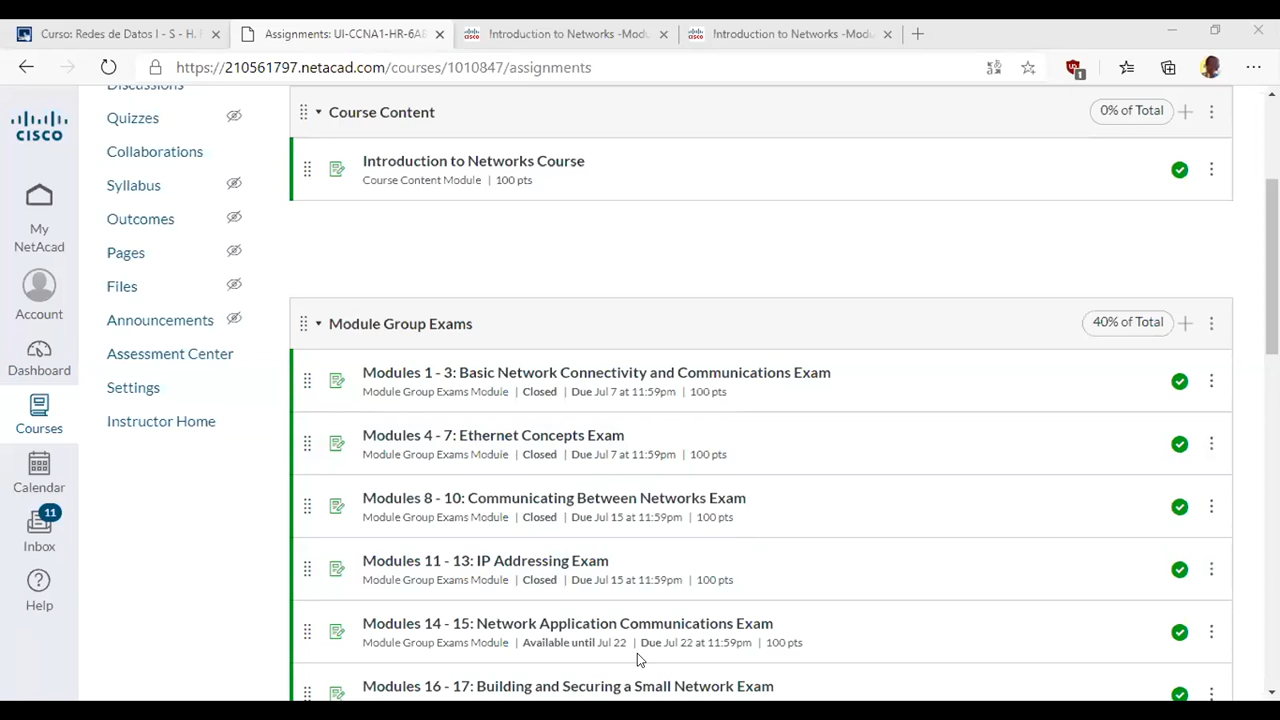 Curso: Redes de Datos I - S - H.
Assignments: UI-CCNA1-HR-6A
Introduction to Networks -Modu
Introduction to Networks -Modu
https://210561797.netacad.com/courses/1010847/assignments
1
Discussions
Quizzes
Collaborations
Syllabus
Outcomes
Pages
Files
Announcements
Assessment Center
Settings
Instructor Home
CISCO
My
NetAcad
Account
Dashboard
Courses
Calendar
11
Inbox
Help
Course Content
0% of Total
Introduction to Networks Course
Course Content Module | 100 pts
Module Group Exams
40% of Total
Modules 1 - 3: Basic Network Connectivity and Communications Exam
Module Group Exams Module | Closed | Due Jul 7 at 11:59pm | 100 pts
Modules 4 - 7: Ethernet Concepts Exam
Module Group Exams Module | Closed | Due Jul 7 at 11:59pm | 100 pts
Modules 8 - 10: Communicating Between Networks Exam
Module Group Exams Module | Closed | Due Jul 15 at 11:59pm | 100 pts
Modules 11 - 13: IP Addressing Exam
Module Group Exams Module | Closed | Due Jul 15 at 11:59pm | 100 pts
Modules 14 - 15: Network Application Communications Exam
Module Group Exams Module | Available until Jul 22 | Due Jul 22 at 11:59pm | 100 pts
Modules 16 - 17: Building and Securing a Small Network Exam